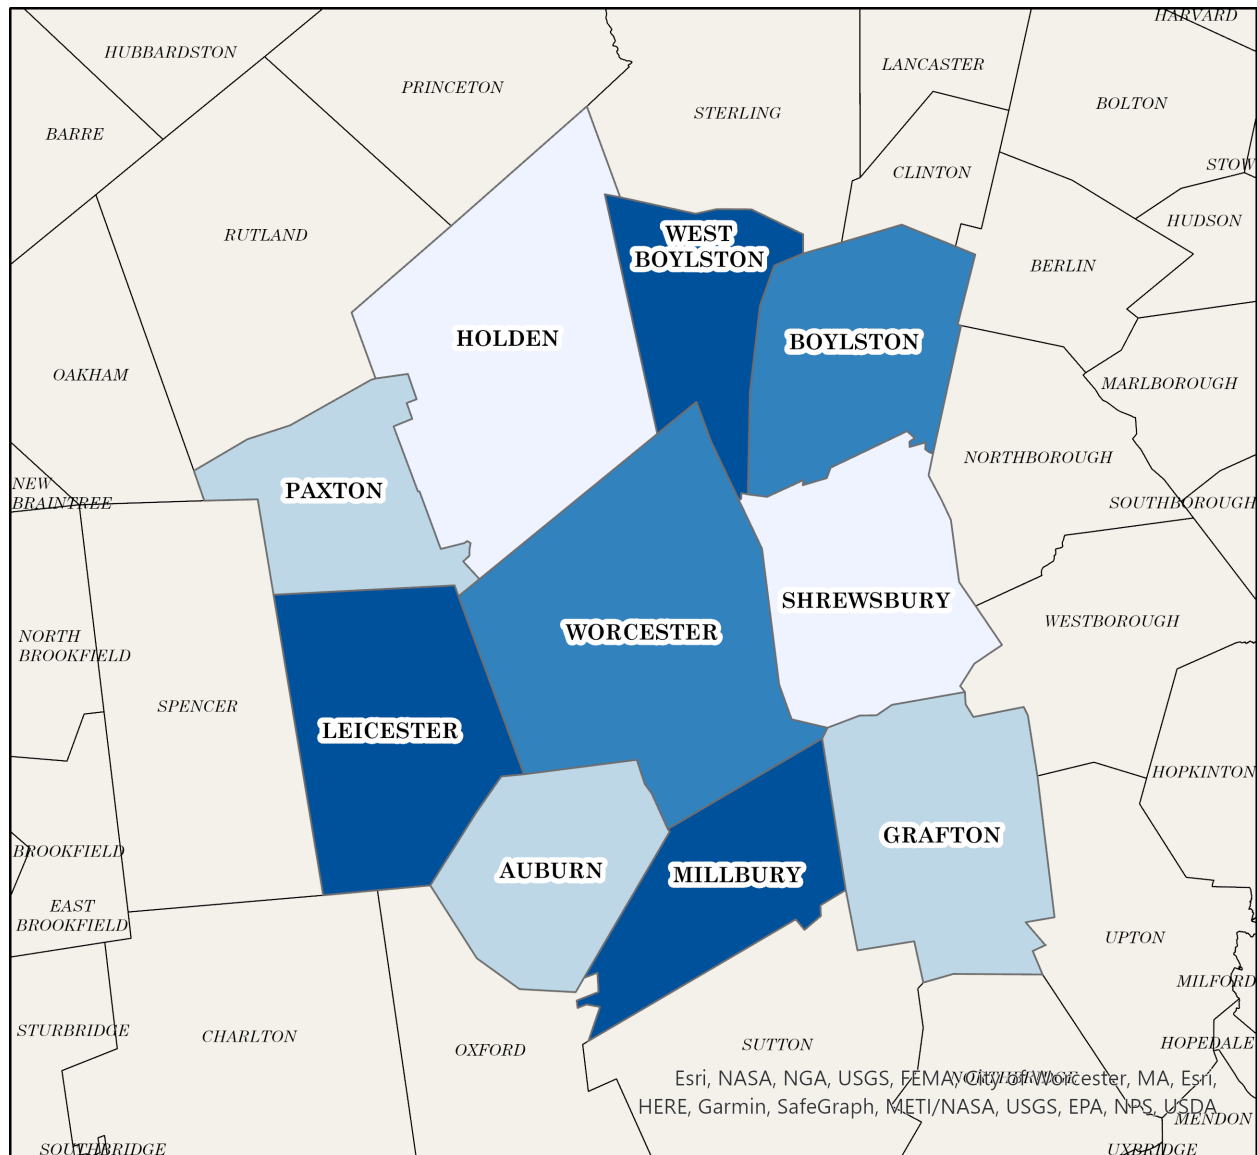 HARVARD
HUBBARDSTON
LANCASTER
PRINCETON
BOLTON
STERLING
BARRE
STOW
CLINTON
HUDSON
RUTLAND
WEST
BOYLSTON
BERLIN
HOLDEN
BOYLSTON
OAKHAM
MARLBOROUGH
NORTHBOROUGH
NEW
BRAINTREE
PAXTON
SOUTHBOROUGH
SHREWSBURY
WESTBOROUGH
WORCESTER
NORTH
BROOKFIELD
SPENCER
LEICESTER
HOPKINTON
GRAFTON
BROOKFIELD
AUBURN
MILLBURY
EAST
BROOKFIELD
UPTON
MILFORD
STURBRIDGE
CHARLTON
OXFORD
SUTTON
HOPEDALE
NORTHBRIDGE
Esri, NASA, NGA, USGS, FEMA, City of Worcester, MA, Esri,
HERE, Garmin, SafeGraph, METI/NASA, USGS, EPA, NPS, USDA
MENDON
SOUTHBRIDGE
UXBRIDGE